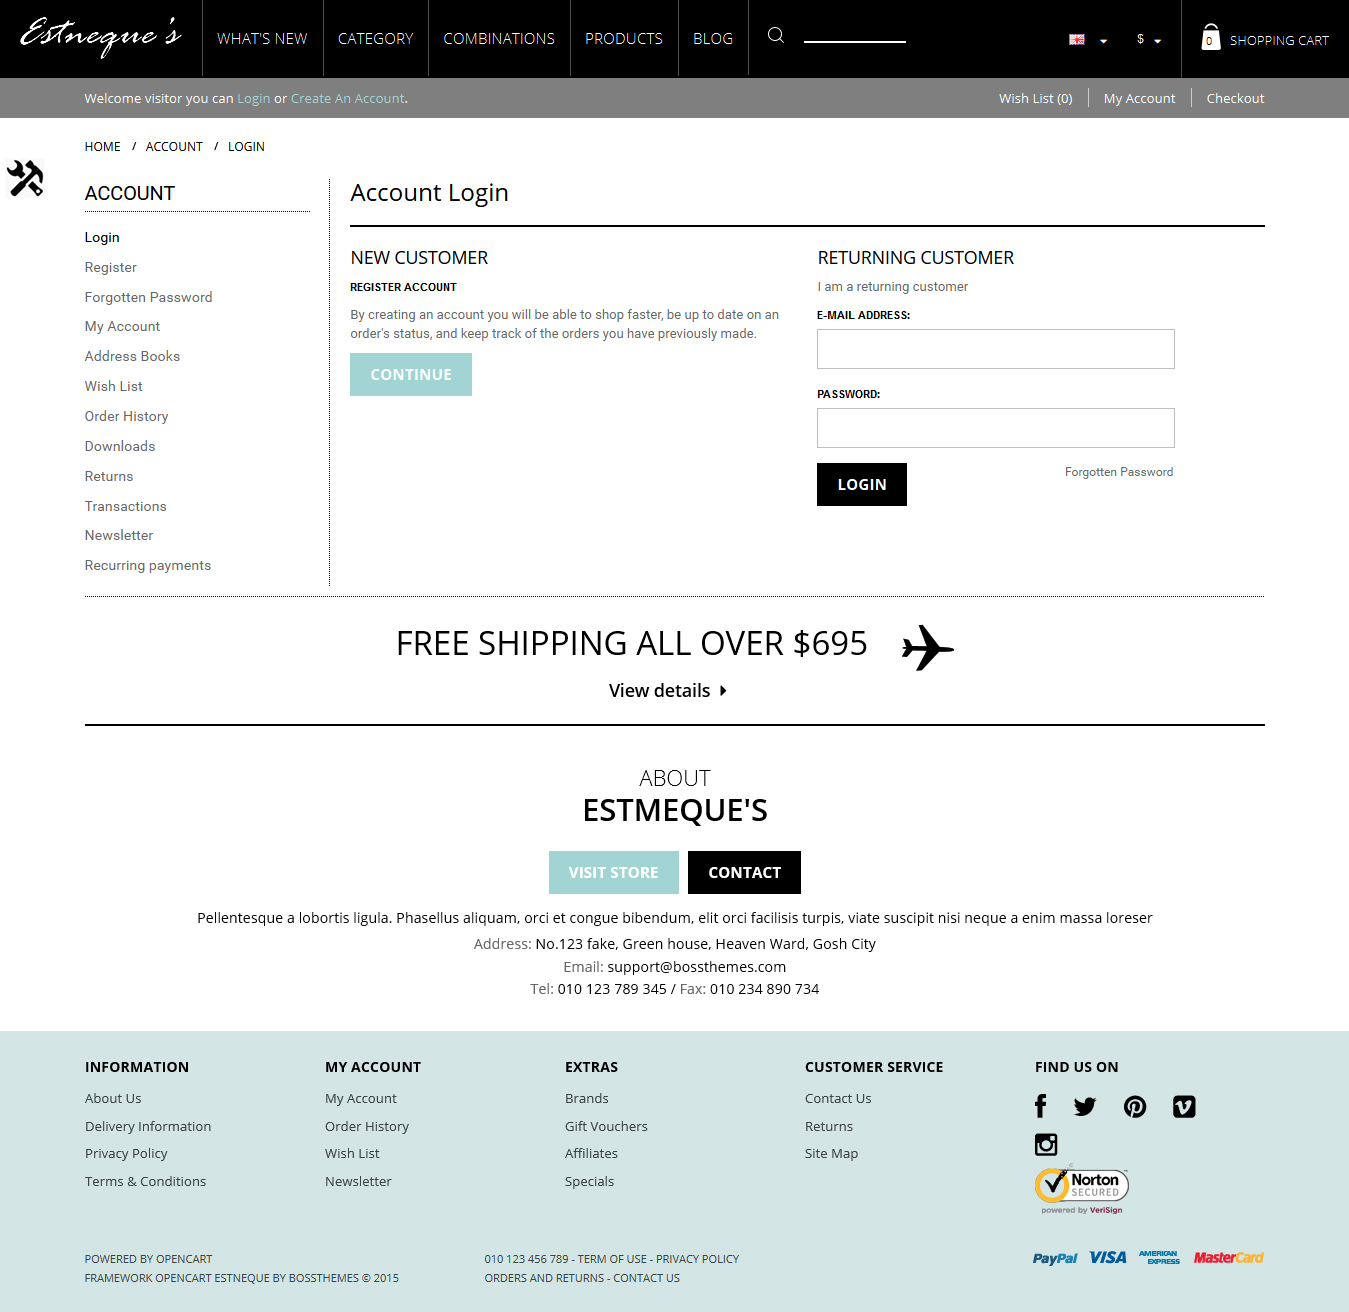 Estneque's
WHAT'S NEW
CATEGORY
COMBINATIONS
PRODUCTS
BLOG
$
0
SHOPPING CART
Welcome visitor you can Login or Create An Account.
Wish List (0)
My Account
Checkout
HOME / ACCOUNT / LOGIN
ACCOUNT
Login
Register
Forgotten Password
My Account
Address Books
Wish List
Order History
Downloads
Returns
Transactions
Newsletter
Recurring payments
Account Login
NEW CUSTOMER
REGISTER ACCOUNT
By creating an account you will be able to shop faster, be up to date on an
order's status, and keep track of the orders you have previously made.
CONTINUE
RETURNING CUSTOMER
I am a returning customer
E-MAIL ADDRESS:
PASSWORD:
LOGIN
Forgotten Password
FREE SHIPPING ALL OVER $695
View details
ABOUT
ESTMEQUE'S
VISIT STORE
CONTACT
Pellentesque a lobortis ligula. Phasellus aliquam, orci et congue bibendum, elit orci facilisis turpis, viate suscipit nisi neque a enim massa loreser
Address: No.123 fake, Green house, Heaven Ward, Gosh City
Email: support@bossthemes.com
Tel: 010 123 789 345 / Fax: 010 234 890 734
INFORMATION
About Us
Delivery Information
Privacy Policy
Terms & Conditions
MY ACCOUNT
My Account
Order History
Wish List
Newsletter
EXTRAS
Brands
Gift Vouchers
Affiliates
Specials
CUSTOMER SERVICE
Contact Us
Returns
Site Map
FIND US ON
Norton
SECURED
powered by VeriSign
POWERED BY OPENCART
FRAMEWORK OPENCART ESTNEQUE BY BOSSTHEMES © 2015
010 123 456 789 - TERM OF USE - PRIVACY POLICY
ORDERS AND RETURNS - CONTACT US
PayPal
VISA
AMERICAN
EXPRESS
MasterCard